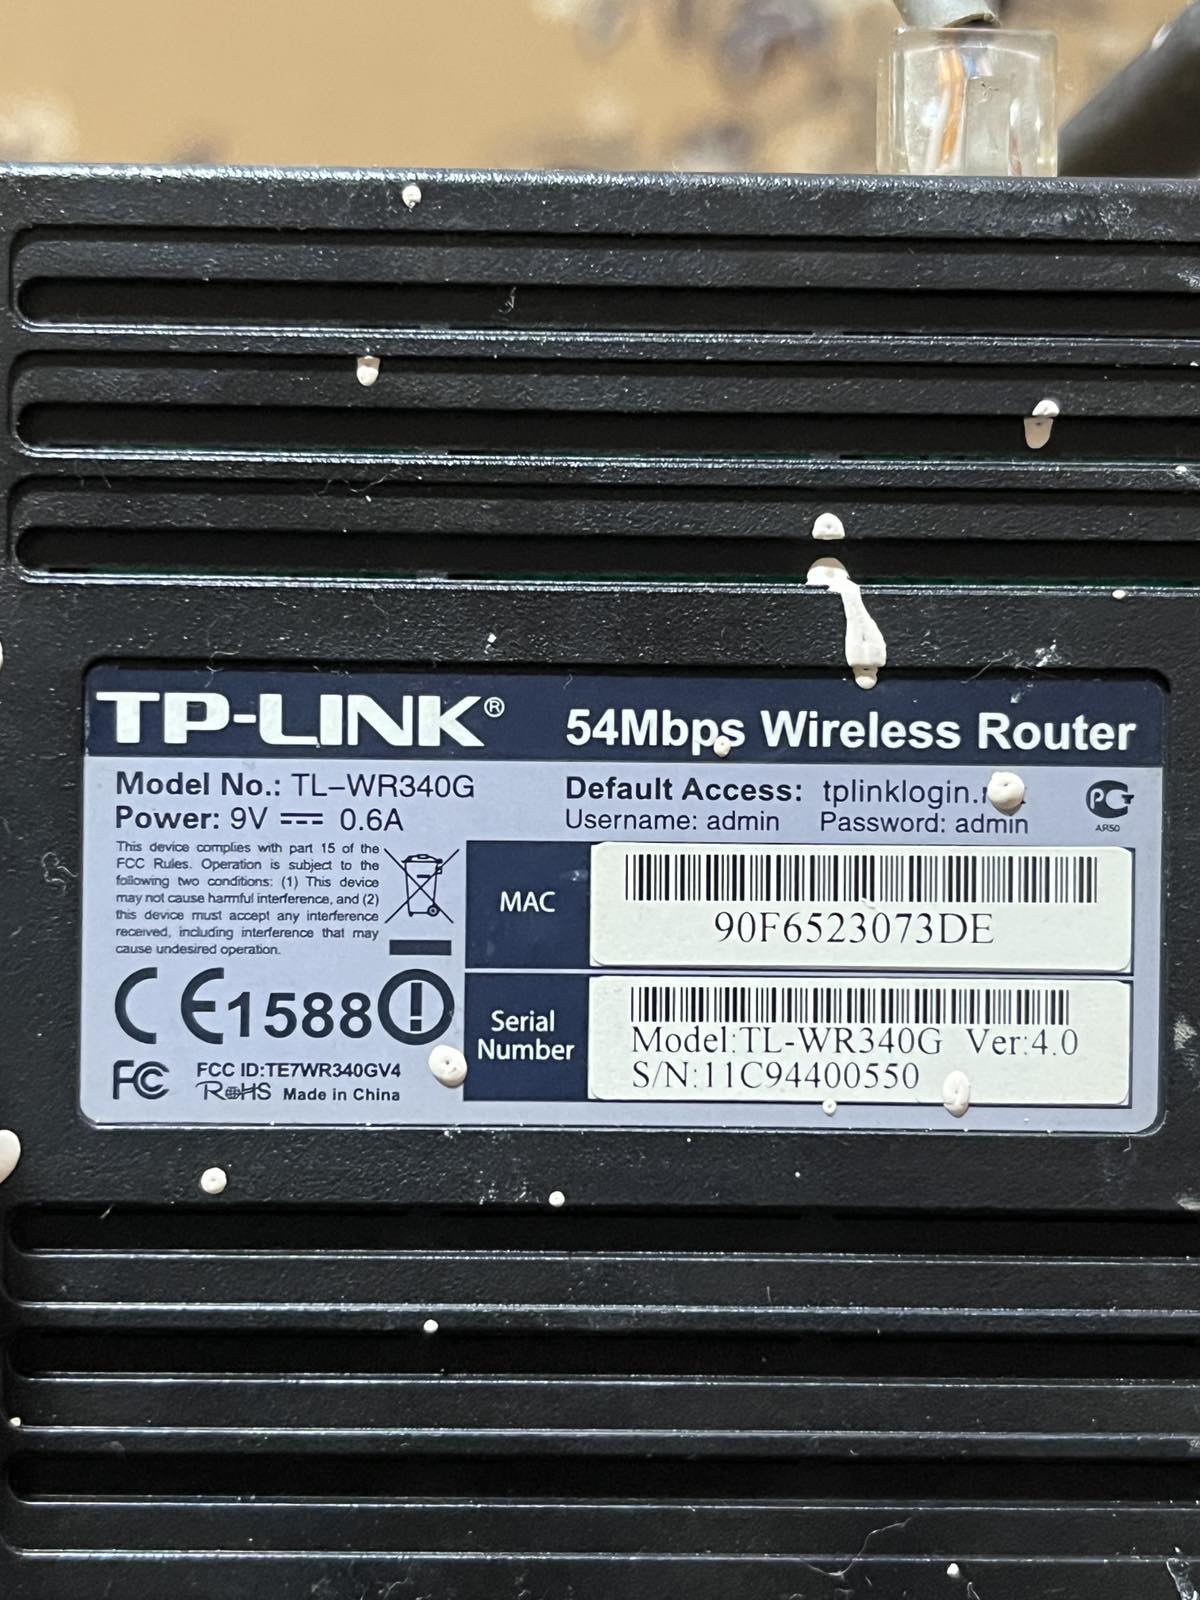 TP-LINK®
54Mbps Wireless Router
Model No.: TL-WR340G
Power: 9V 0.6A
Default Access:
Username: admin Password: admin
PCT
AR50
This device complies with part 15 of the
FCC Rules. Operation is subject to the
following two conditions: (1) This device
may not cause harmful interference, and (2)
this device must accept any interference
received, including interference that may
cause undesired operation.
MAC
90F6523073DE
CE1588
FC
FCC ID:TE7WR340GV4
RoHS Made in China
Serial
Number
Model:TL-WR340G Ver:4.0
S/N:11C94400550